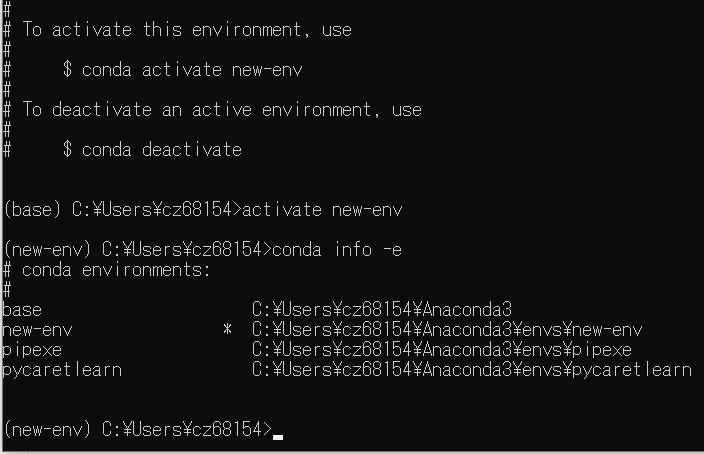 #
# To activate this environment, use
#
#     $ conda activate new-env
#
# To deactivate an active environment, use
#
#     $ conda deactivate
(base) C:¥Users¥cz68154>activate new-env
(new-env) C:¥Users¥cz68154>conda info -e
# conda environments:
#
base                     C:¥Users¥cz68154¥Anaconda3
new-env               *  C:¥Users¥cz68154¥Anaconda3¥envs¥new-env
pipexe                   C:¥Users¥cz68154¥Anaconda3¥envs¥pipexe
pycaretlearn             C:¥Users¥cz68154¥Anaconda3¥envs¥pycaretlearn
(new-env) C:¥Users¥cz68154>